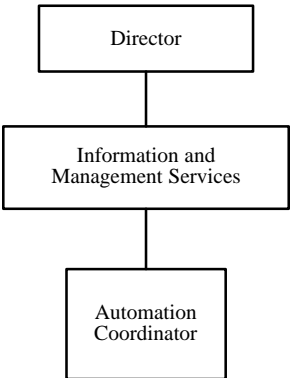 Director
Information and
Management Services
Automation
Coordinator